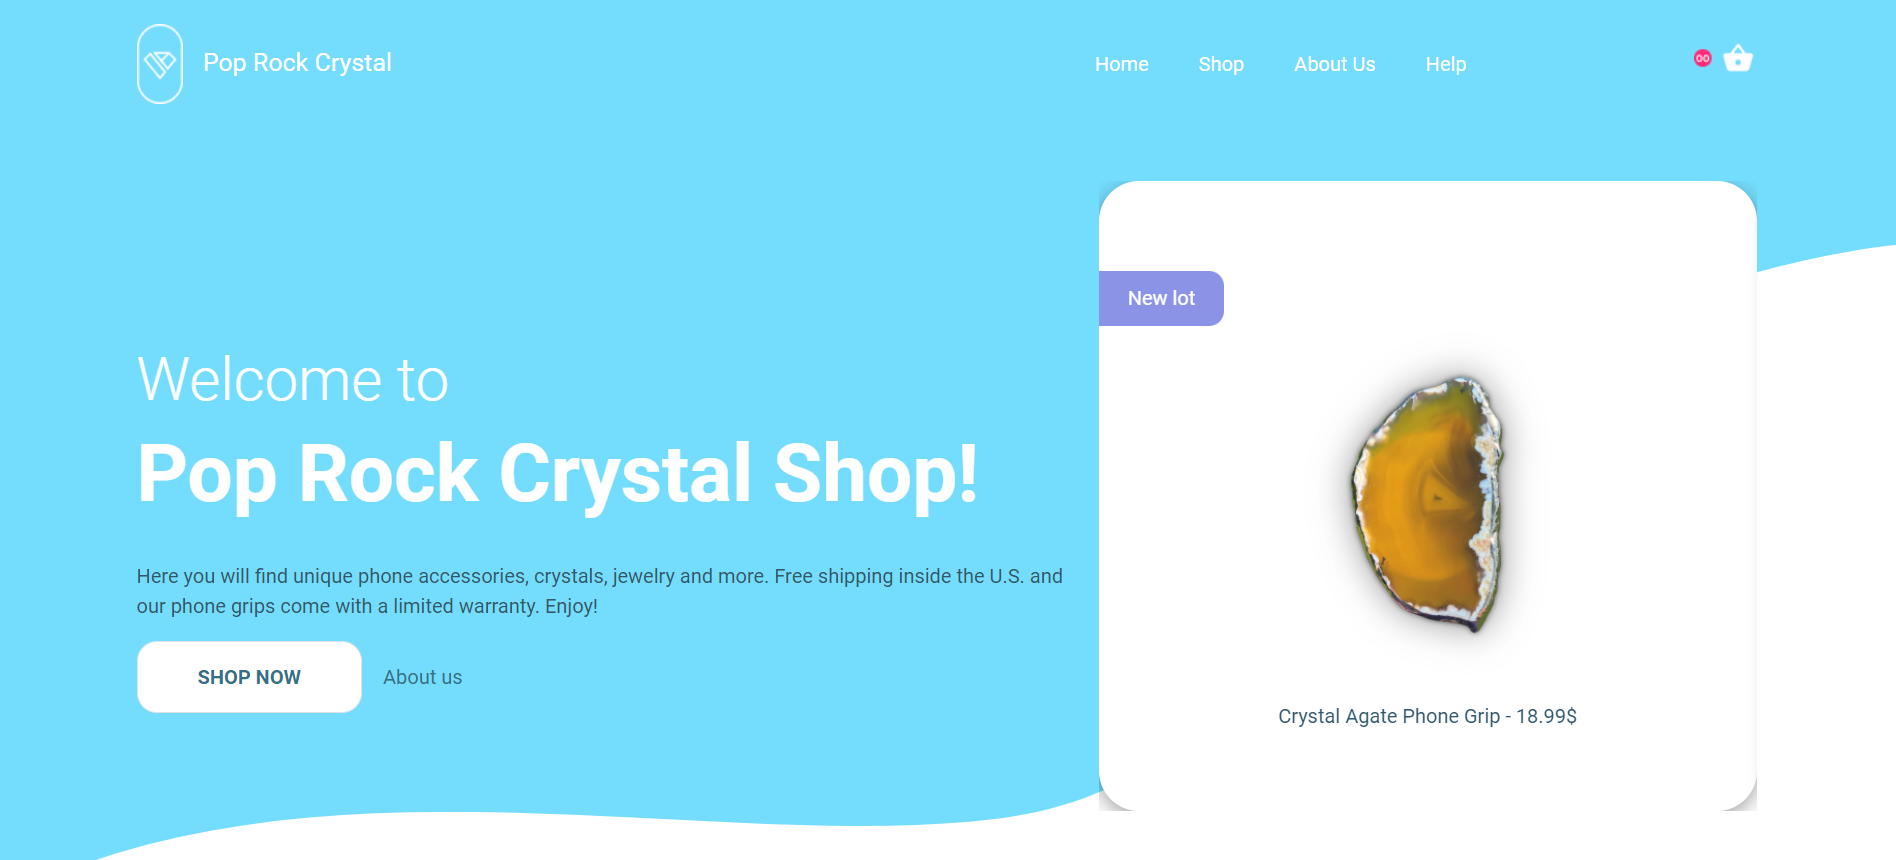 Pop Rock Crystal
Home
Shop
About Us
Help
00
New lot
Welcome to
Pop Rock Crystal Shop!
Here you will find unique phone accessories, crystals, jewelry and more. Free shipping inside the U.S. and
our phone grips come with a limited warranty. Enjoy!
SHOP NOW
About us
Crystal Agate Phone Grip - 18.99$